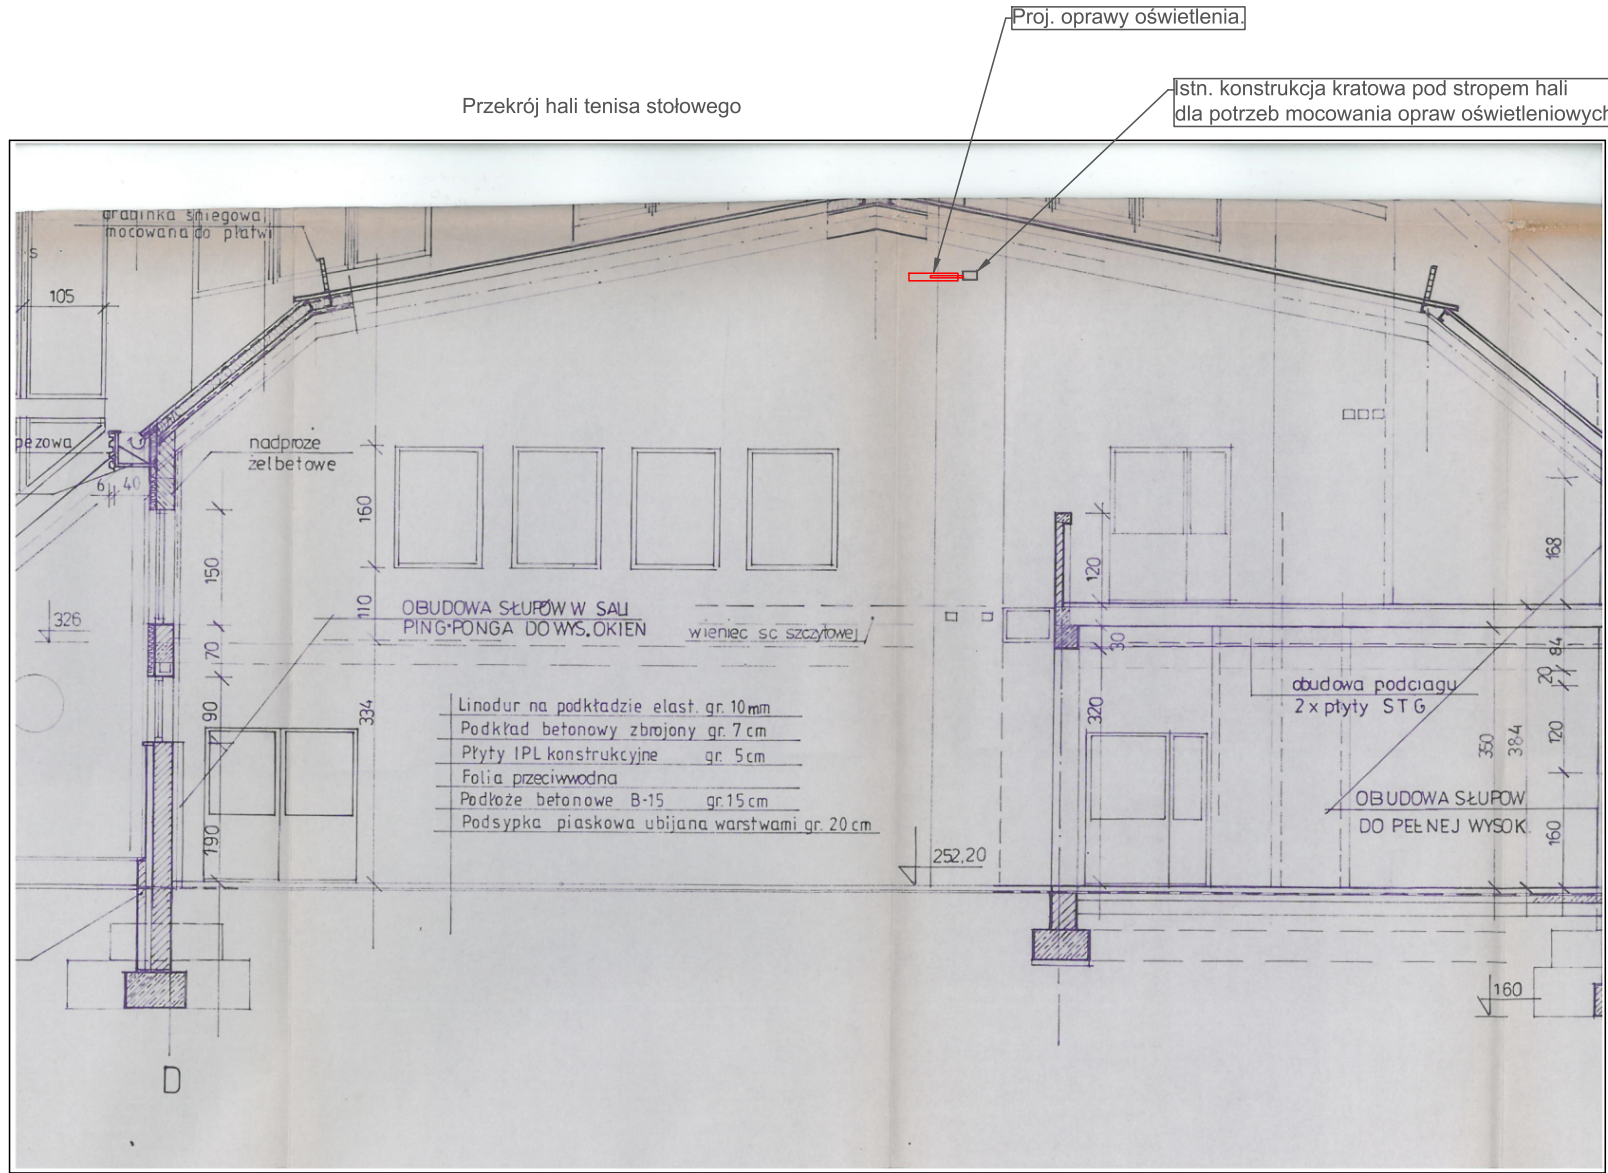 Proj. oprawy oświetlenia.
Istn. konstrukcja kratowa pod stropem hali
dla potrzeb mocowania opraw oświetleniowych
Przekrój hali tenisa stołowego
drabinka śniegowa
mocowana do płatwi
s
105
pezowa
nadproże
żelbetowe
6 40
160
150
110
120
168
326
OBUDOWA SŁUPÓW W SALI
PING-PONGA DO WYS. OKIEN
wieniec śc szczytowej
70
30
84
20
90
334
320
Linodur na podkładzie elast. gr. 10 mm
Podkład betonowy zbrojony gr. 7 cm
Płyty IPL konstrukcyjne gr. 5 cm
Folia przeciwwodna
Podłoże betonowe B-15 gr. 15 cm
Podsypka piaskowa ubijana warstwami gr. 20 cm
obudowa podciągu
2 x płyty STG
350
384
120
OBUDOWA SŁUPÓW
DO PEŁNEJ WYSOK.
190
160
252,20
160
D